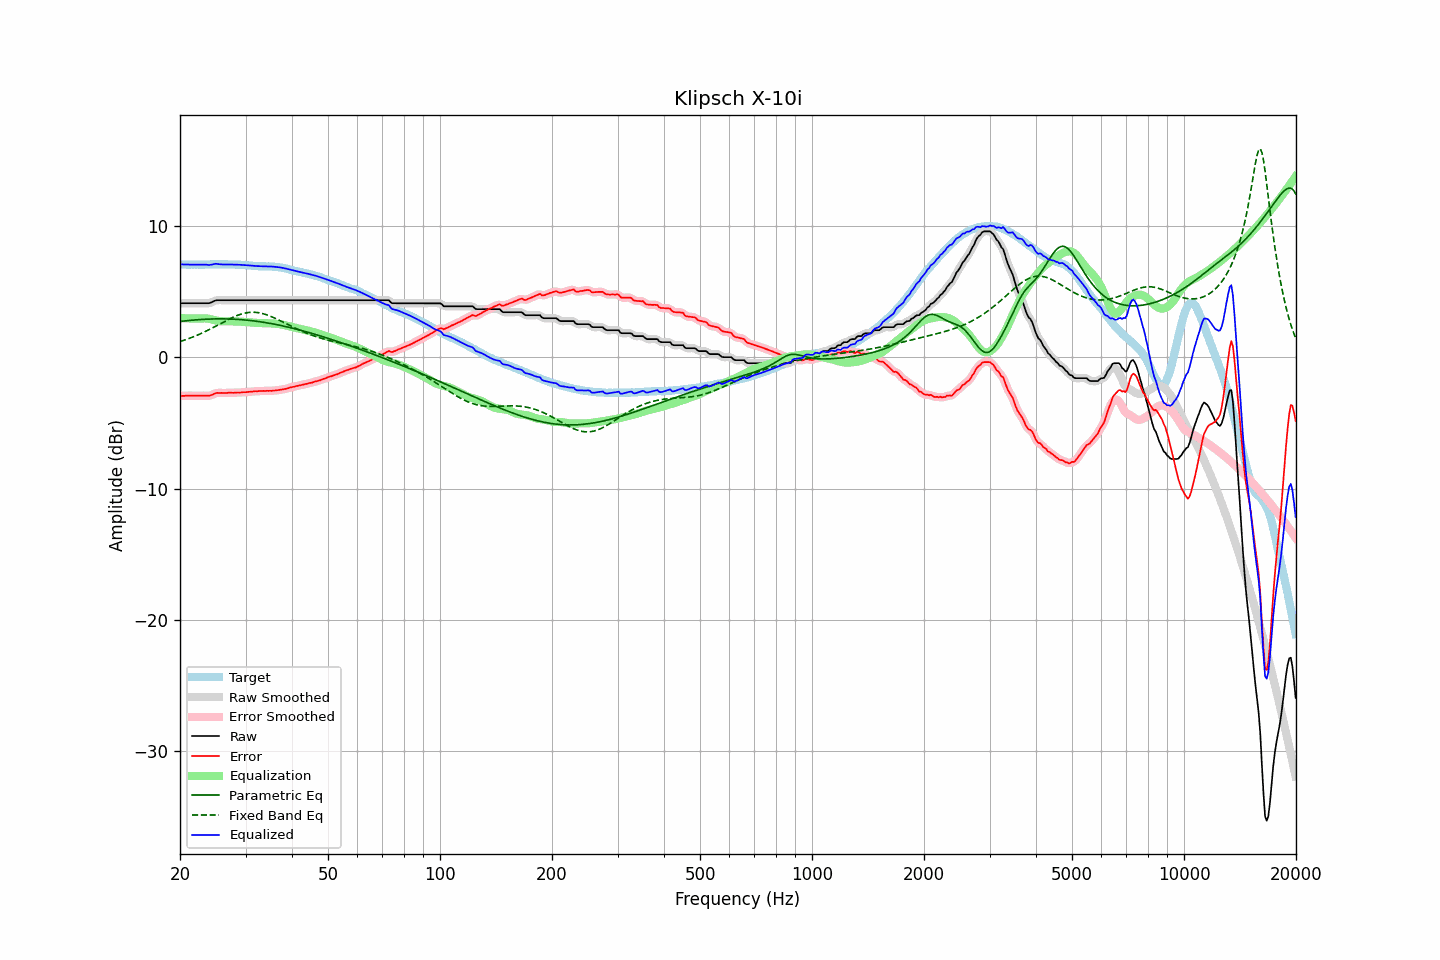 Klipsch X-10i
10
0
−10
−20
−30
Amplitude (dBr)
Target
Raw Smoothed
Error Smoothed
Raw
Error
Equalization
Parametric Eq
Fixed Band Eq
Equalized
20 50 100 200 500 1000 2000 5000 10000 20000
Frequency (Hz)